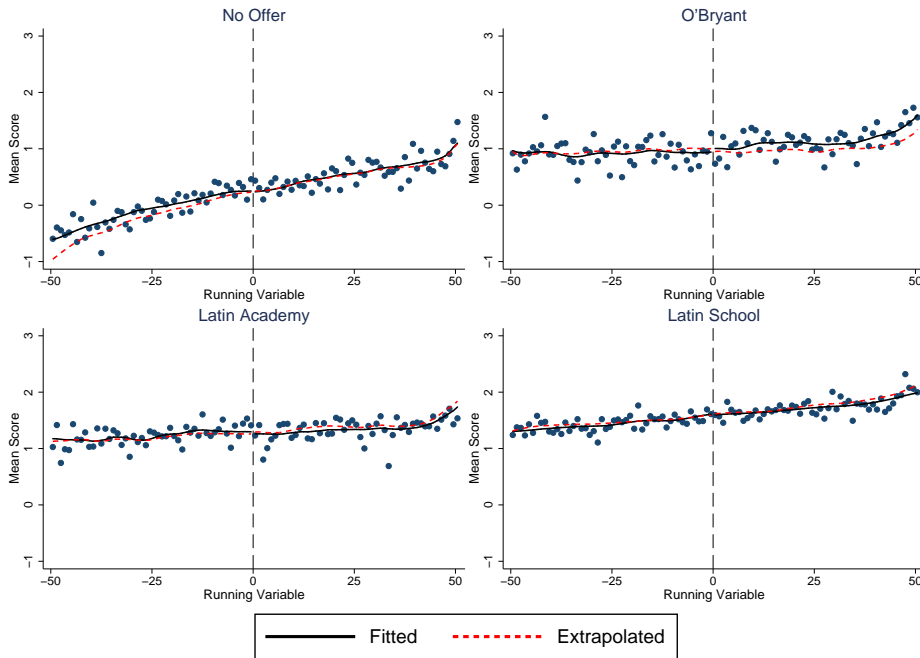 No Offer
Mean Score
3
2
1
0
−1
−50
−25
0
25
50
Running Variable
O'Bryant
Mean Score
3
2
1
0
−1
−50
−25
0
25
50
Running Variable
Latin Academy
Mean Score
3
2
1
0
−1
−50
−25
0
25
50
Running Variable
Latin School
Mean Score
3
2
1
0
−1
−50
−25
0
25
50
Running Variable
Fitted
Extrapolated